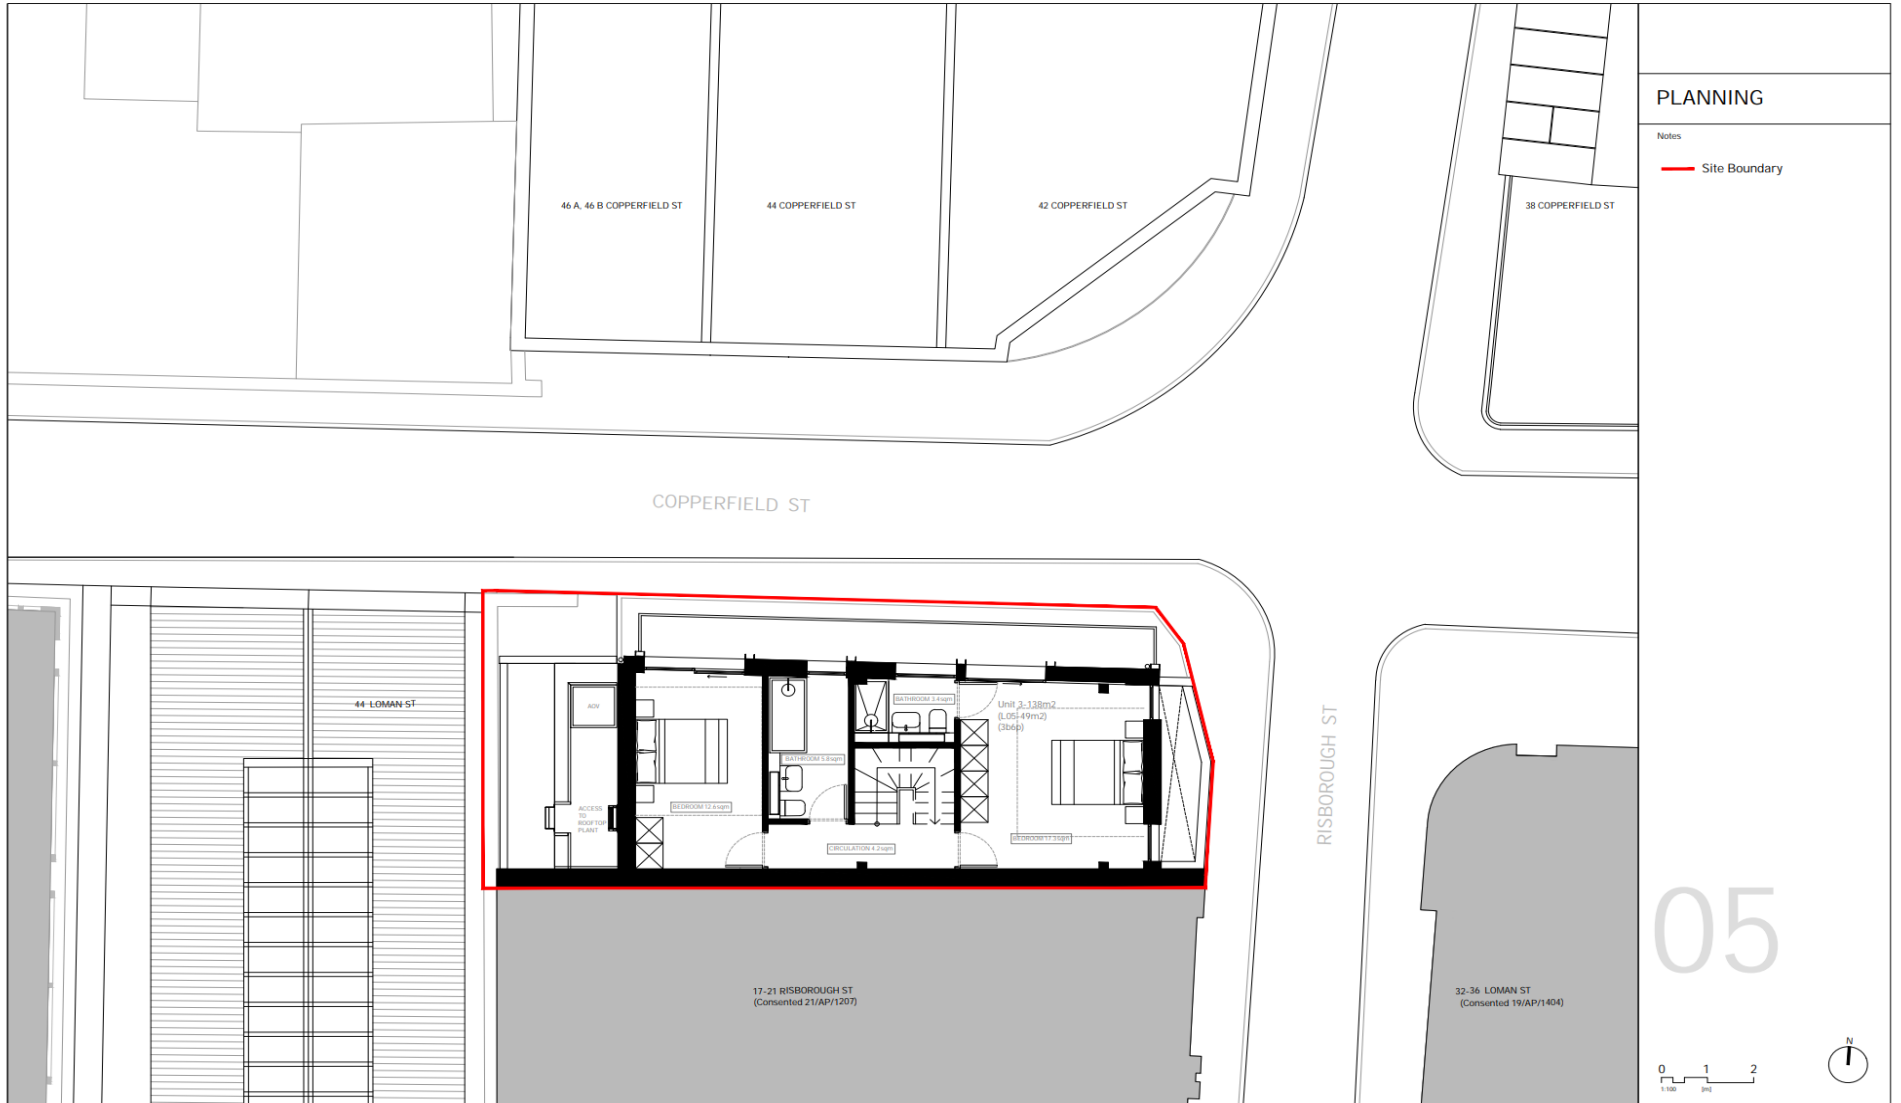 PLANNING
Notes
Site Boundary
46 A, 46 B COPPERFIELD ST
44 COPPERFIELD ST
42 COPPERFIELD ST
38 COPPERFIELD ST
COPPERFIELD ST
44 LOMAN ST
AOV
ACCESS
TO
ROOFTOP
PLANT
BEDROOM 12.6sqm
BATHROOM 5.8sqm
BATHROOM 3.4sqm
Unit 3-138m2
(L05-49m2)
(3b6p)
BEDROOM 17.3sqm
CIRCULATION 4.2sqm
RISBOROUGH ST
17-21 RISBOROUGH ST
(Consented 21/AP/1207)
32-36 LOMAN ST
(Consented 19/AP/1404)
05
N
0 1 2
1:100 [m]